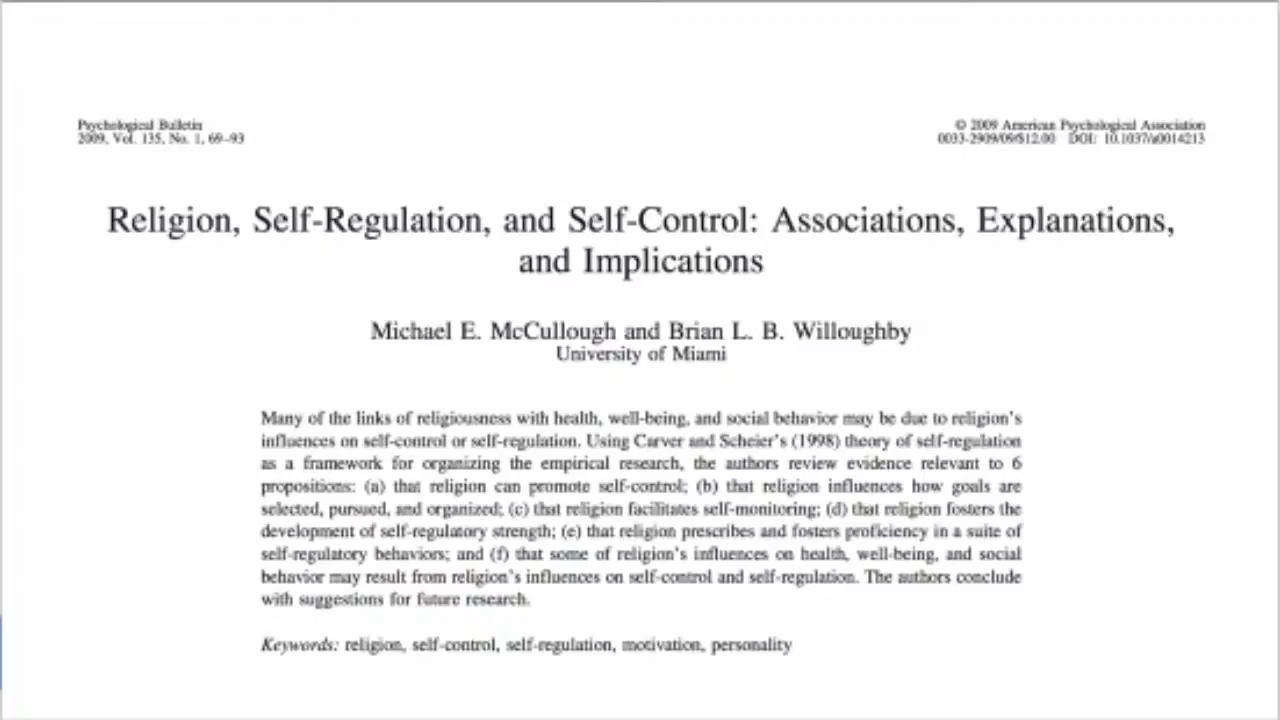 Psychological Bulletin
2009, Vol. 135, No. 1, 69–93
© 2009 American Psychological Association
0033-2909/09/$12.00 DOI: 10.1037/a0014213
Religion, Self-Regulation, and Self-Control: Associations, Explanations,
and Implications
Michael E. McCullough and Brian L. B. Willoughby
University of Miami
Many of the links of religiousness with health, well-being, and social behavior may be due to religion's
influences on self-control or self-regulation. Using Carver and Scheier's (1998) theory of self-regulation
as a framework for organizing the empirical research, the authors review evidence relevant to 6
propositions: (a) that religion can promote self-control; (b) that religion influences how goals are
selected, pursued, and organized; (c) that religion facilitates self-monitoring; (d) that religion fosters the
development of self-regulatory strength; (e) that religion prescribes and fosters proficiency in a suite of
self-regulatory behaviors; and (f) that some of religion's influences on health, well-being, and social
behavior may result from religion's influences on self-control and self-regulation. The authors conclude
with suggestions for future research.
Keywords: religion, self-control, self-regulation, motivation, personality